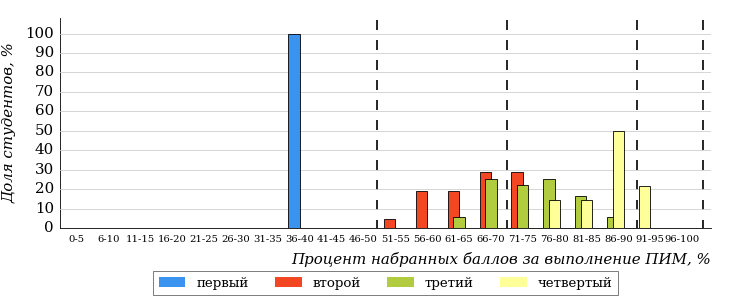 Доля студентов, %
100
90
80
70
60
50
40
30
20
10
0
0-5 6-10 11-15 16-20 21-25 26-30 31-35 36-40 41-45 46-50 51-55 56-60 61-65 66-70 71-75 76-80 81-85 86-90 91-95 96-100
Процент набранных баллов за выполнение ПИМ, %
первый второй третий четвертый